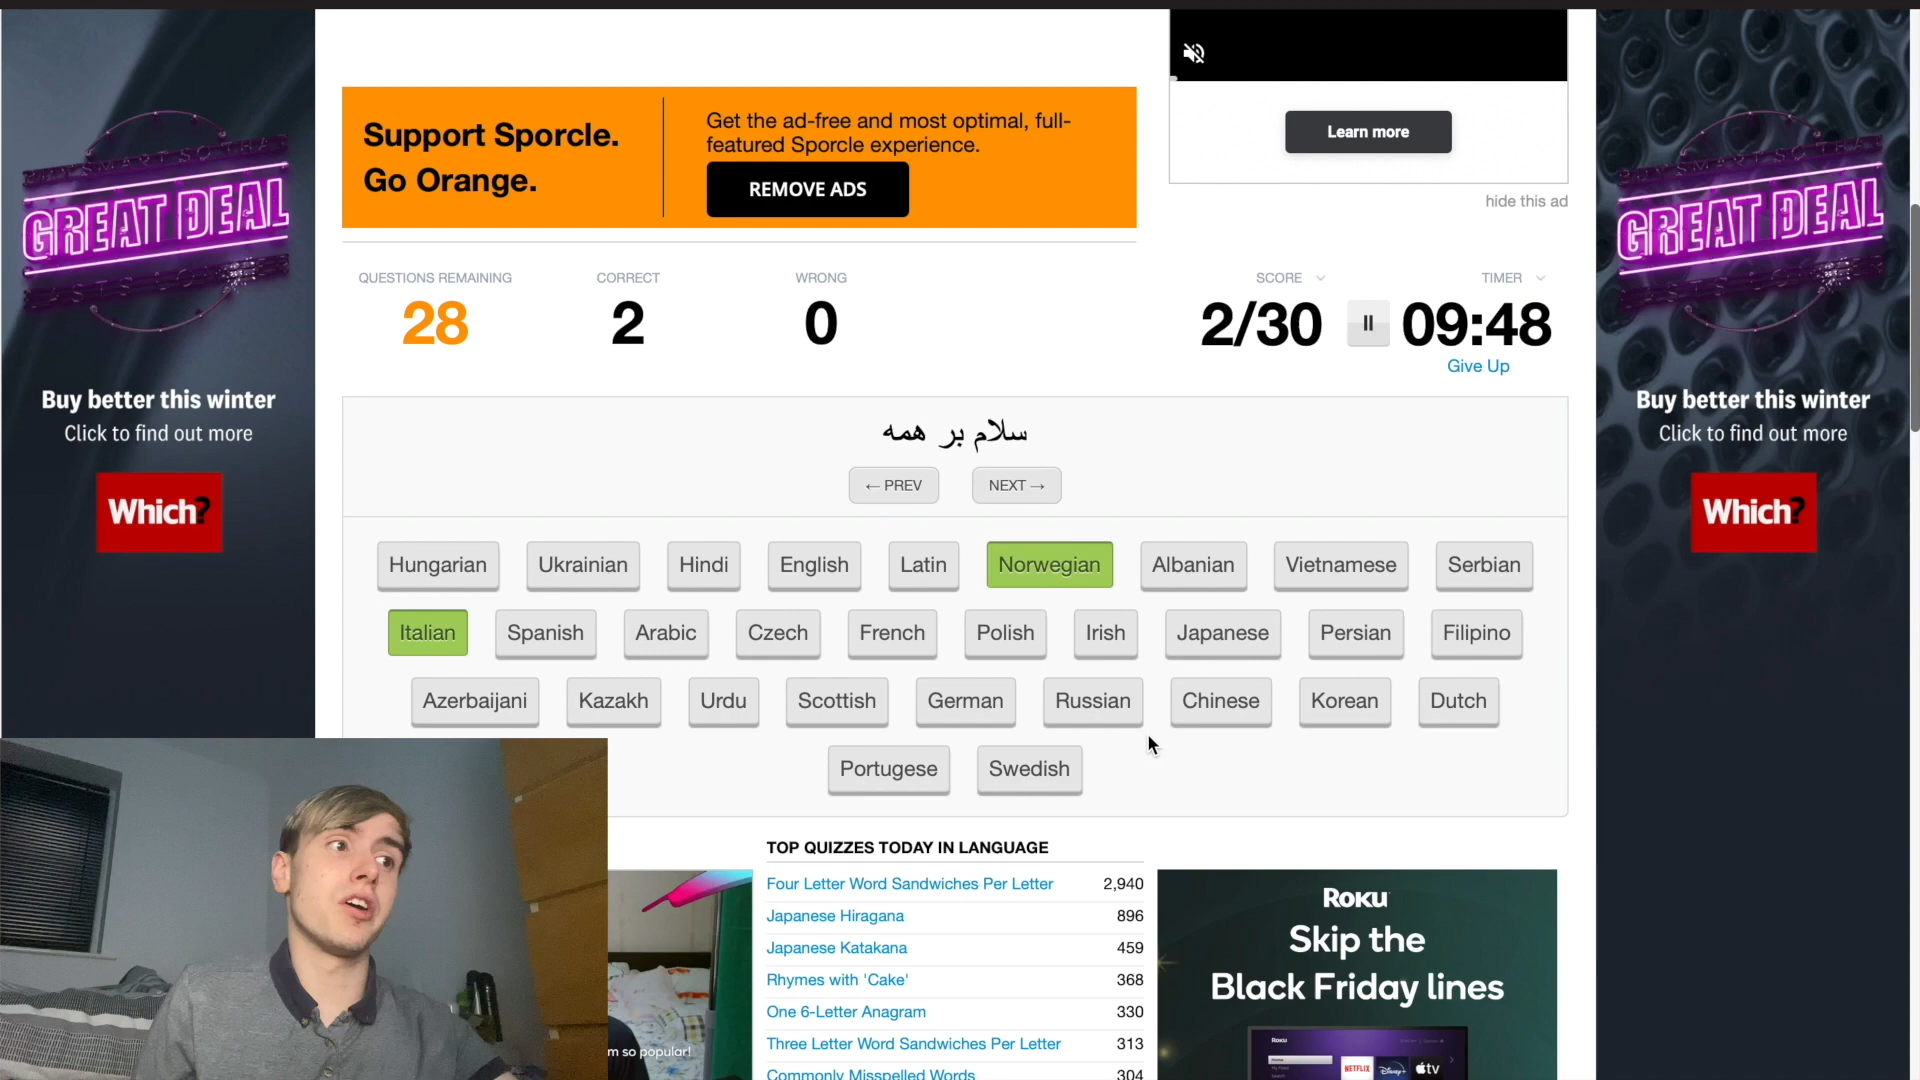 GREAT DEAL
Buy better this winter
Click to find out more
Which?
Support Sporcle.
Go Orange.
Get the ad-free and most optimal, full-
featured Sporcle experience.
REMOVE ADS
Learn more
hide this ad
QUESTIONS REMAINING
28
CORRECT
2
WRONG
0
SCORE
2/30
TIMER
09:48
Give Up
سلام بر همه
← PREV NEXT →
Hungarian Ukrainian Hindi English Latin Norwegian Albanian Vietnamese Serbian
Italian Spanish Arabic Czech French Polish Irish Japanese Persian Filipino
Azerbaijani Kazakh Urdu Scottish German Russian Chinese Korean Dutch
Portugese Swedish
m so popular!
TOP QUIZZES TODAY IN LANGUAGE
Four Letter Word Sandwiches Per Letter 2,940
Japanese Hiragana 896
Japanese Katakana 459
Rhymes with 'Cake' 368
One 6-Letter Anagram 330
Three Letter Word Sandwiches Per Letter 313
Commonly Misspelled Words 304
Roku
Skip the
Black Friday lines
Roku
NETFLIX Disney+ tv
GREAT DEAL
Buy better this winter
Click to find out more
Which?